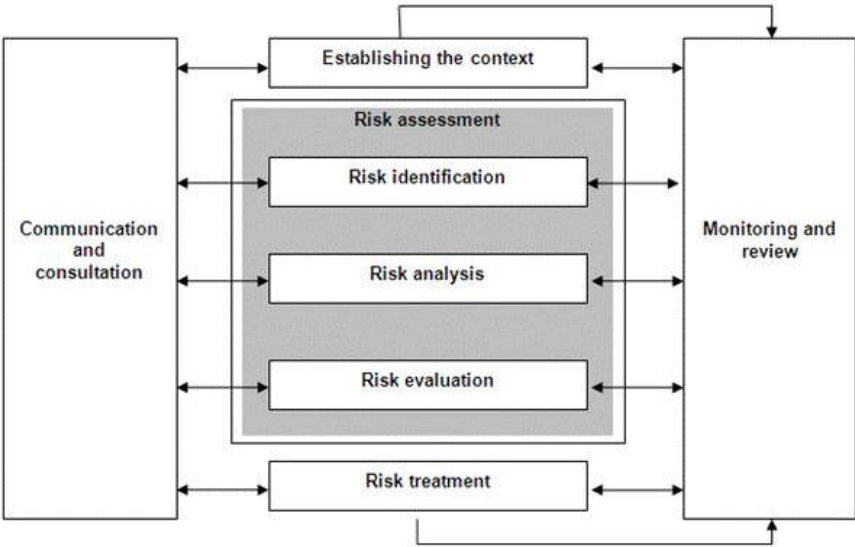 Establishing the context
Risk assessment
Risk identification
Communication
and
consultation
Monitoring and
review
Risk analysis
Risk evaluation
Risk treatment